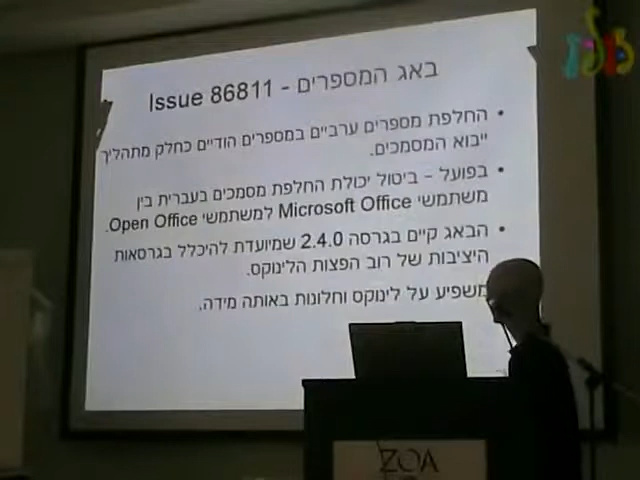 באג המספרים - Issue 86811
• החלפת מספרים ערביים במספרים הודיים כחלק מתהליך
ייבוא המסמכים.
• בפועל – ביטול יכולת החלפת מסמכים בעברית בין
משתמשי Microsoft Office למשתמשי Open Office.
• הבאג קיים בגרסה 2.4.0 שמיועדת להיכלל בגרסאות
היציבות של רוב הפצות הלינוקס.
משפיע על לינוקס וחלונות באותה מידה.
ZOA